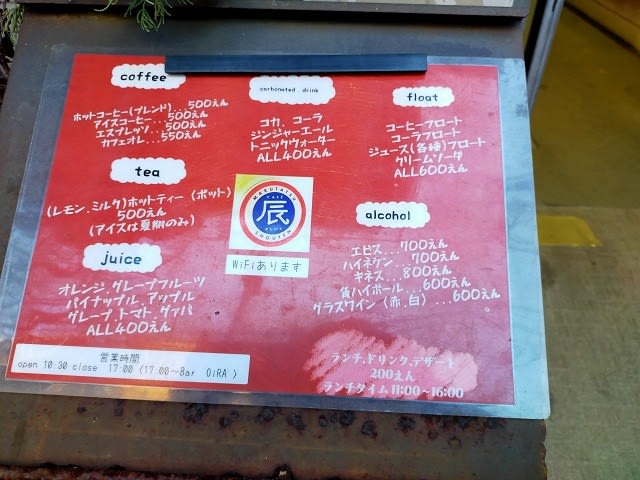 coffee
ホットコーヒー(ブレンド)...500えん
アイスコーヒー...500えん
エスプレッソ...500えん
カフェオレ...550えん
carbonated drink
コカ.コーラ
ジンジャーエール
トニックウォーター
ALL400えん
float
コーヒーフロート
コーラフロート
ジュース(各種)フロート
クリームソーダ
ALL600えん
tea
(レモン.ミルク)ホットティー(ポット)
500えん
(アイスは夏期のみ)
MARUTATSU
CAFE
辰
SHOUTEN
WiFiあります
alcohol
エビス...700えん
ハイネケン...700えん
ギネス...800えん
角ハイボール...600えん
グラスワイン(赤.白)...600えん
juice
オレンジ.グレープフルーツ
パイナップル.アップル
グレープ.トマト.グァバ
ALL400えん
営業時間
open 10:30 close 17:00 (17:00～Bar OiRA )
ランチ.ドリンク.デザート
200えん
ランチタイム11:00～16:00